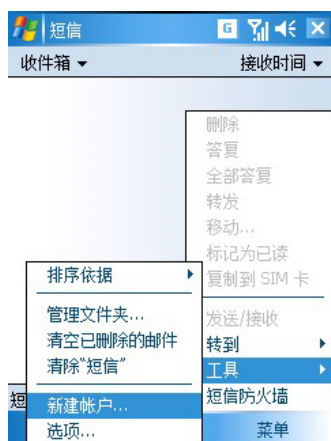 短信 G
收件箱 接收时间
删除
答复
全部答复
转发
移动...
标记为已读
复制到 SIM 卡
发送/接收
转到
工具
短信防火墙
排序依据
管理文件夹...
清空已删除的邮件
清除“短信”
新建帐户...
选项...
短
菜单